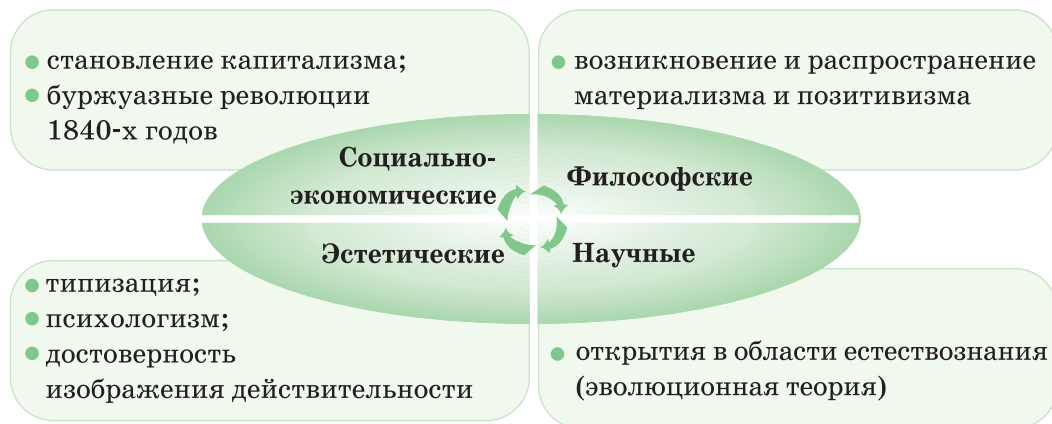 ● становление капитализма;
● буржуазные революции
1840-х годов
Социально-
экономические
● возникновение и распространение
материализма и позитивизма
Философские
Эстетические
● типизация;
● психологизм;
● достоверность
изображения действительности
Научные
● открытия в области естествознания
(эволюционная теория)